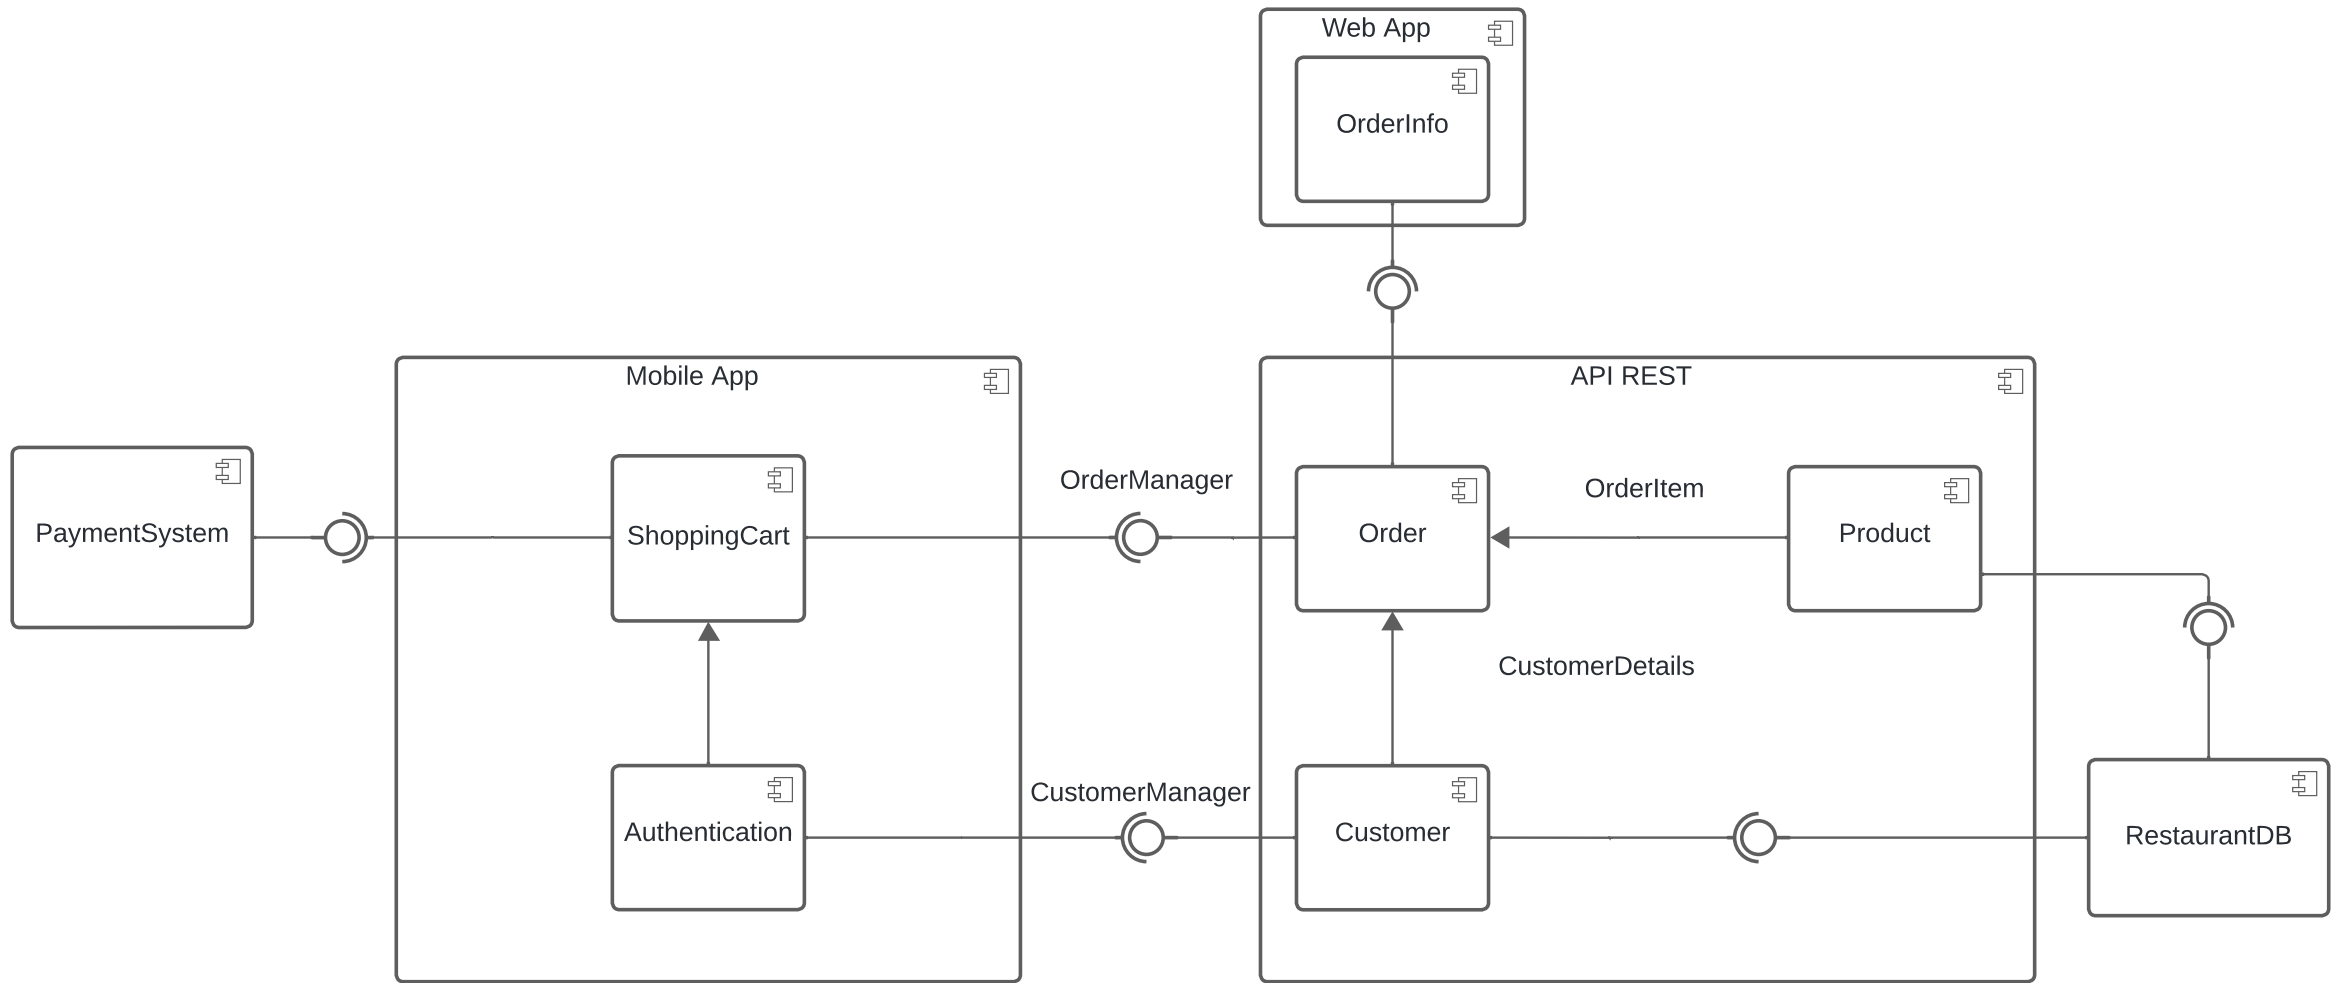 Web App
OrderInfo
Mobile App
API REST
PaymentSystem
ShoppingCart
OrderManager
Order
OrderItem
Product
CustomerDetails
Authentication
CustomerManager
Customer
RestaurantDB